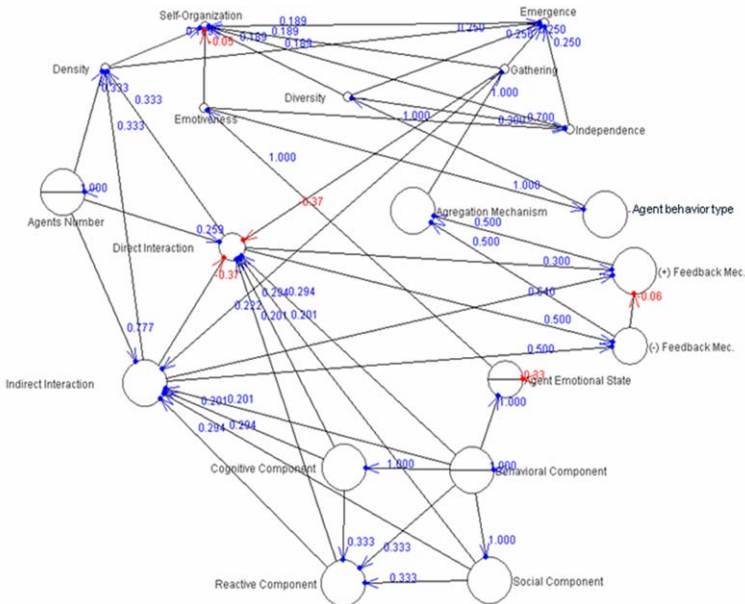 Self-Organization
Emergence
0.189
0.189
0.189
0.189
-0.05
0.250
0.250
0.250
0.250
Density
Gathering
0.333
0.333
0.333
1.000
Diversity
Emotiveness
1.000
0.300
0.700
Independence
1.000
1.000
Agents Number
1.000
-0.37
Agregation Mechanism
Agent behavior type
0.259
Direct Interaction
0.500
0.500
0.300
(+) Feedback Mec.
-0.37
0.294
0.294
0.222
0.201
0.201
-0.06
0.500
(-) Feedback Mec.
0.777
0.500
Indirect Interaction
Agent Emotional State
-0.33
1.000
0.201
0.201
0.294
0.294
Cognitive Component
1.000
1.000
Behavioral Component
0.333
0.333
1.000
Reactive Component
0.333
Social Component